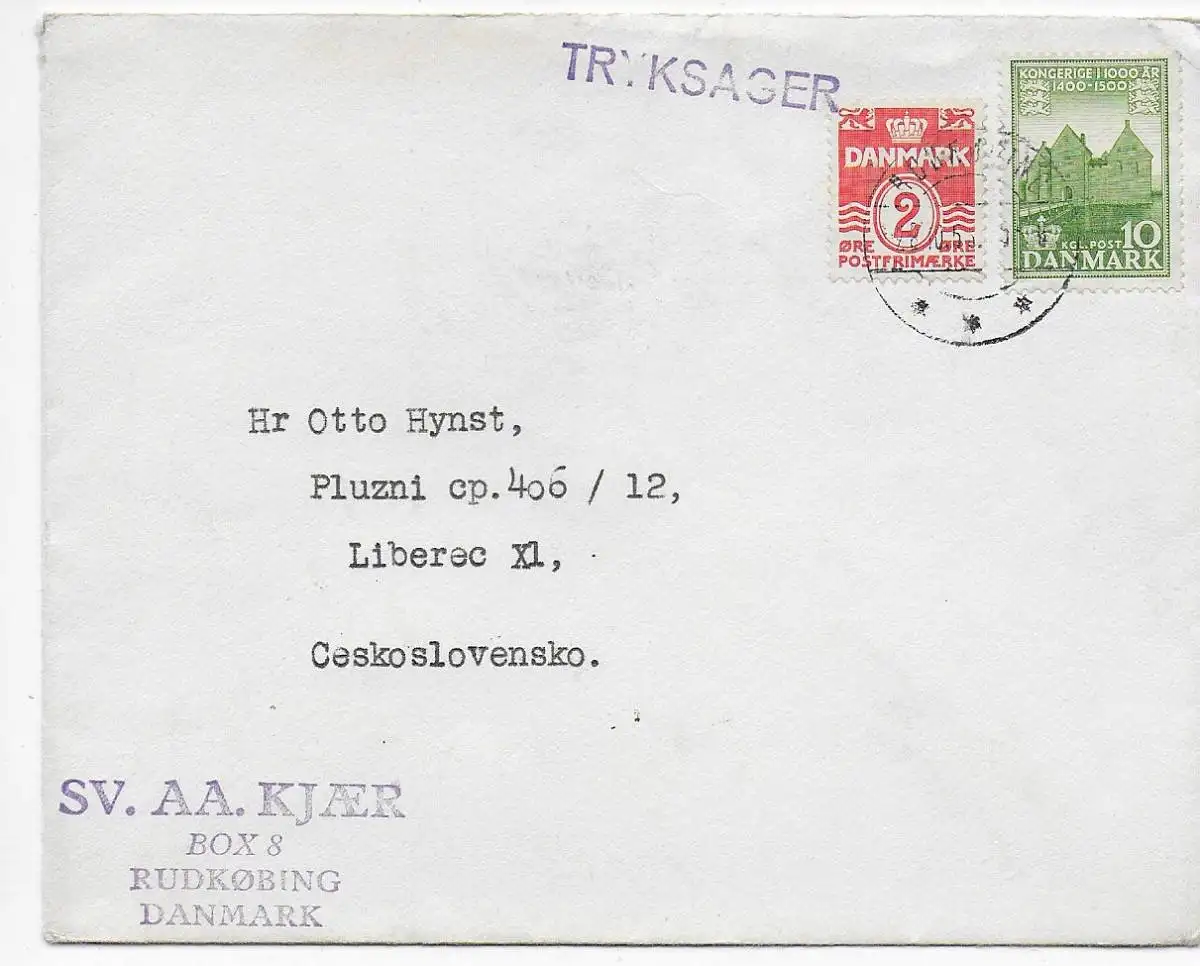 TRYKSAGER
DANMARK
2
ØRE ØRE
POSTFRIMÆRKE
KONGERIGE I 1000 ÅR
1400-1500
KGL. POST 10
DANMARK
Hr Otto Hynst,
Pluzni cp.406 / 12,
Liberec Xl,
Ceskoslovensko.
SV. AA. KJÆR
BOX 8
RUDKØBING
DANMARK